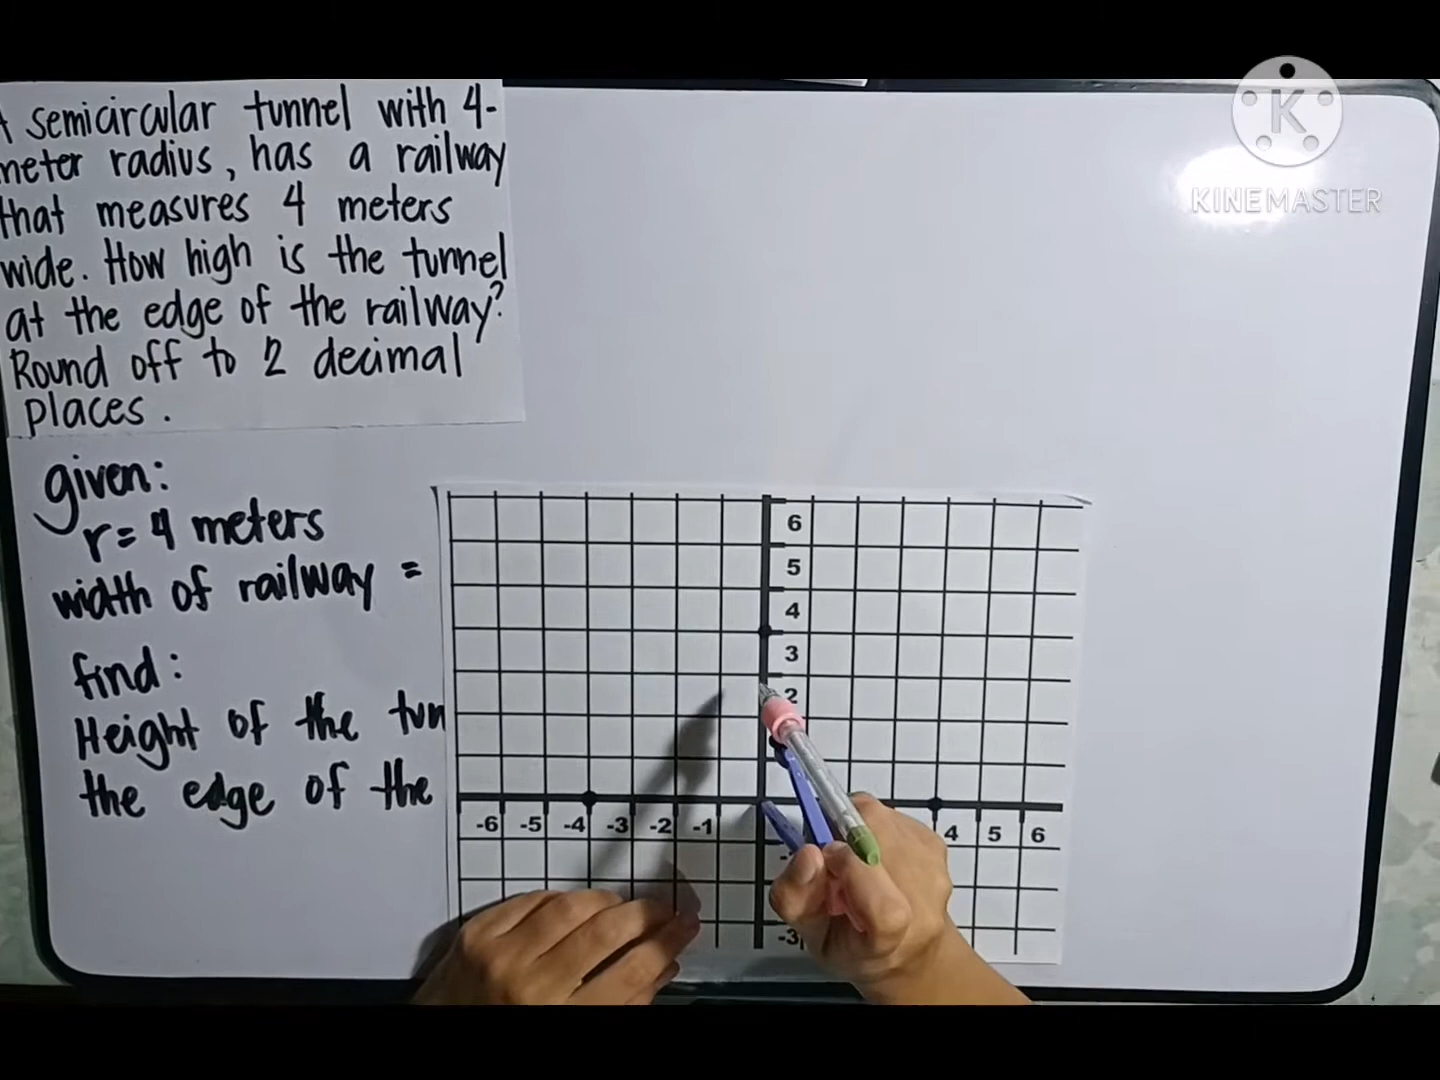 semicircular tunnel with 4-
meter radius, has a railway
that measures 4 meters
wide. How high is the tunnel
at the edge of the railway?
Round off to 2 decimal
places.
given:
r = 4 meters
width of railway =
find:
Height of the tun
the edge of the
6
5
4
3
2
-6 -5 -4 -3 -2 -1 4 5 6
-3
K
KINEMASTER